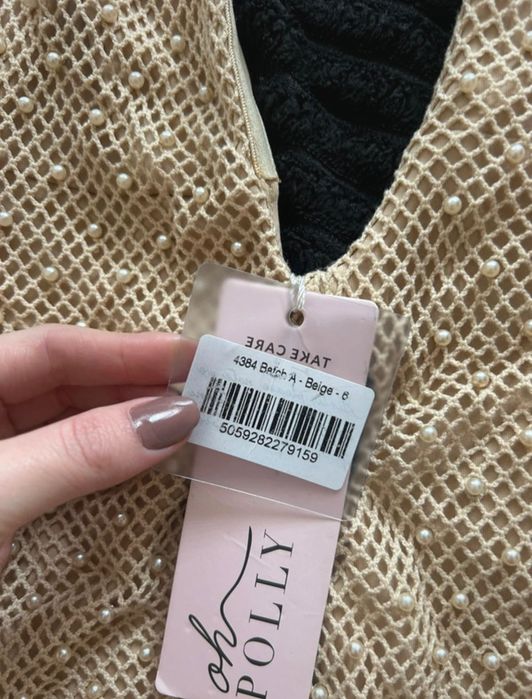 TAKE CARE
4384 Batch A - Beige - 6
5059282279159
oh
POLLY